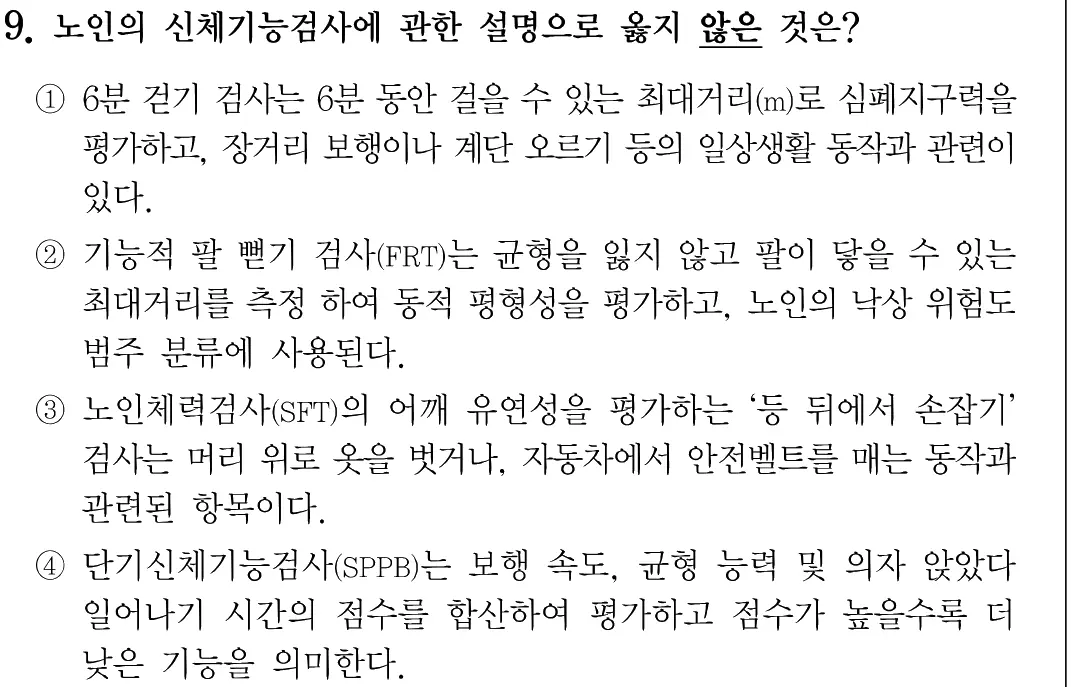 9. 노인의 신체기능검사에 관한 설명으로 옳지 않은 것은?
① 6분 걷기 검사는 6분 동안 걸을 수 있는 최대거리(m)로 심폐지구력을
평가하고, 장거리 보행이나 계단 오르기 등의 일상생활 동작과 관련이
있다.
② 기능적 팔 뻗기 검사(FRT)는 균형을 잃지 않고 팔이 닿을 수 있는
최대거리를 측정 하여 동적 평형성을 평가하고, 노인의 낙상 위험도
범주 분류에 사용된다.
③ 노인체력검사(SFT)의 어깨 유연성을 평가하는 ‘등 뒤에서 손잡기’
검사는 머리 위로 옷을 벗거나, 자동차에서 안전벨트를 매는 동작과
관련된 항목이다.
④ 단기신체기능검사(SPPB)는 보행 속도, 균형 능력 및 의자 앉았다
일어나기 시간의 점수를 합산하여 평가하고 점수가 높을수록 더
낮은 기능을 의미한다.